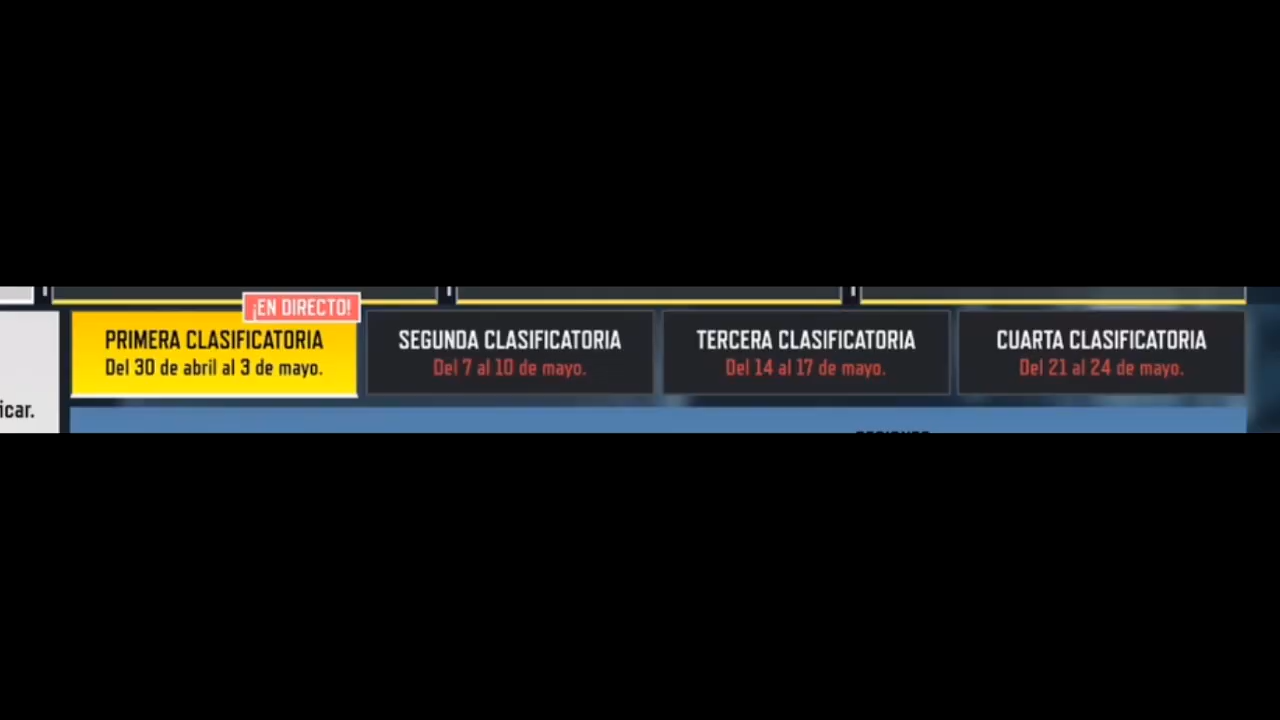 ¡EN DIRECTO!
PRIMERA CLASIFICATORIA
Del 30 de abril al 3 de mayo.
SEGUNDA CLASIFICATORIA
Del 7 al 10 de mayo.
TERCERA CLASIFICATORIA
Del 14 al 17 de mayo.
CUARTA CLASIFICATORIA
Del 21 al 24 de mayo.
icar.